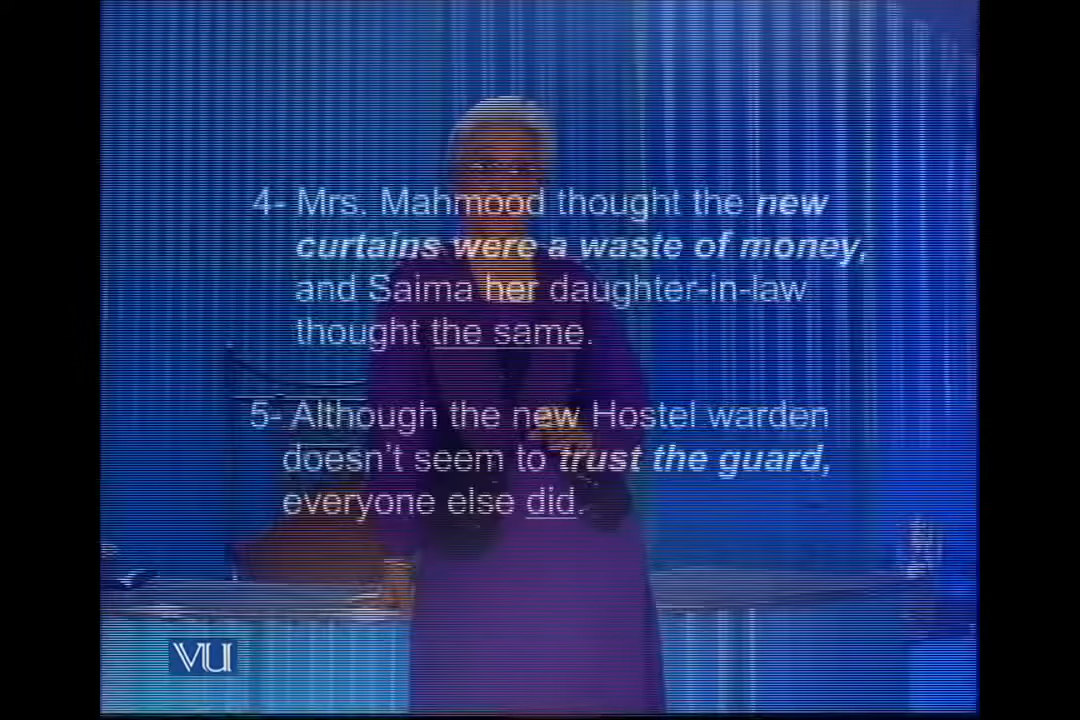 4- Mrs. Mahmood thought the new
curtains were a waste of money,
and Saima her daughter-in-law
thought the same.
5- Although the new Hostel warden
doesn't seem to trust the guard,
everyone else did.
VU